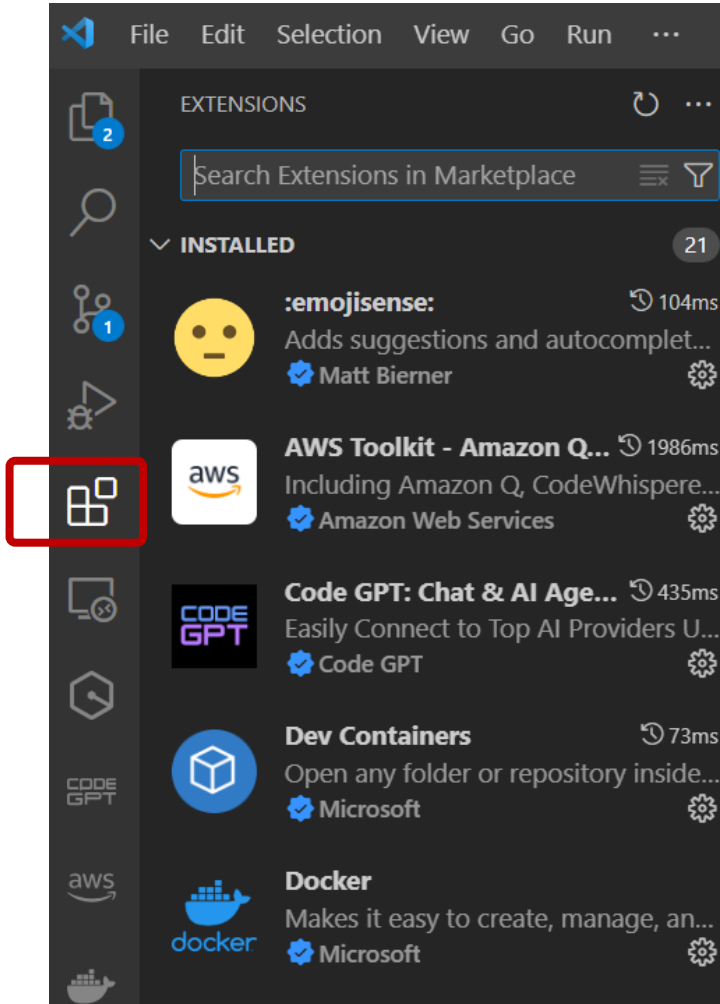 File Edit Selection View Go Run ...
EXTENSIONS ...
2
Search Extensions in Marketplace
INSTALLED 21
1
:emojisense: 104ms
Adds suggestions and autocomplet...
Matt Bierner
aws
AWS Toolkit - Amazon Q... 1986ms
Including Amazon Q, CodeWhispere...
Amazon Web Services
CODE
GPT
Code GPT: Chat & AI Age... 435ms
Easily Connect to Top AI Providers U...
Code GPT
Dev Containers 73ms
Open any folder or repository inside...
Microsoft
CODE
GPT
aws
docker
Docker
Makes it easy to create, manage, an...
Microsoft